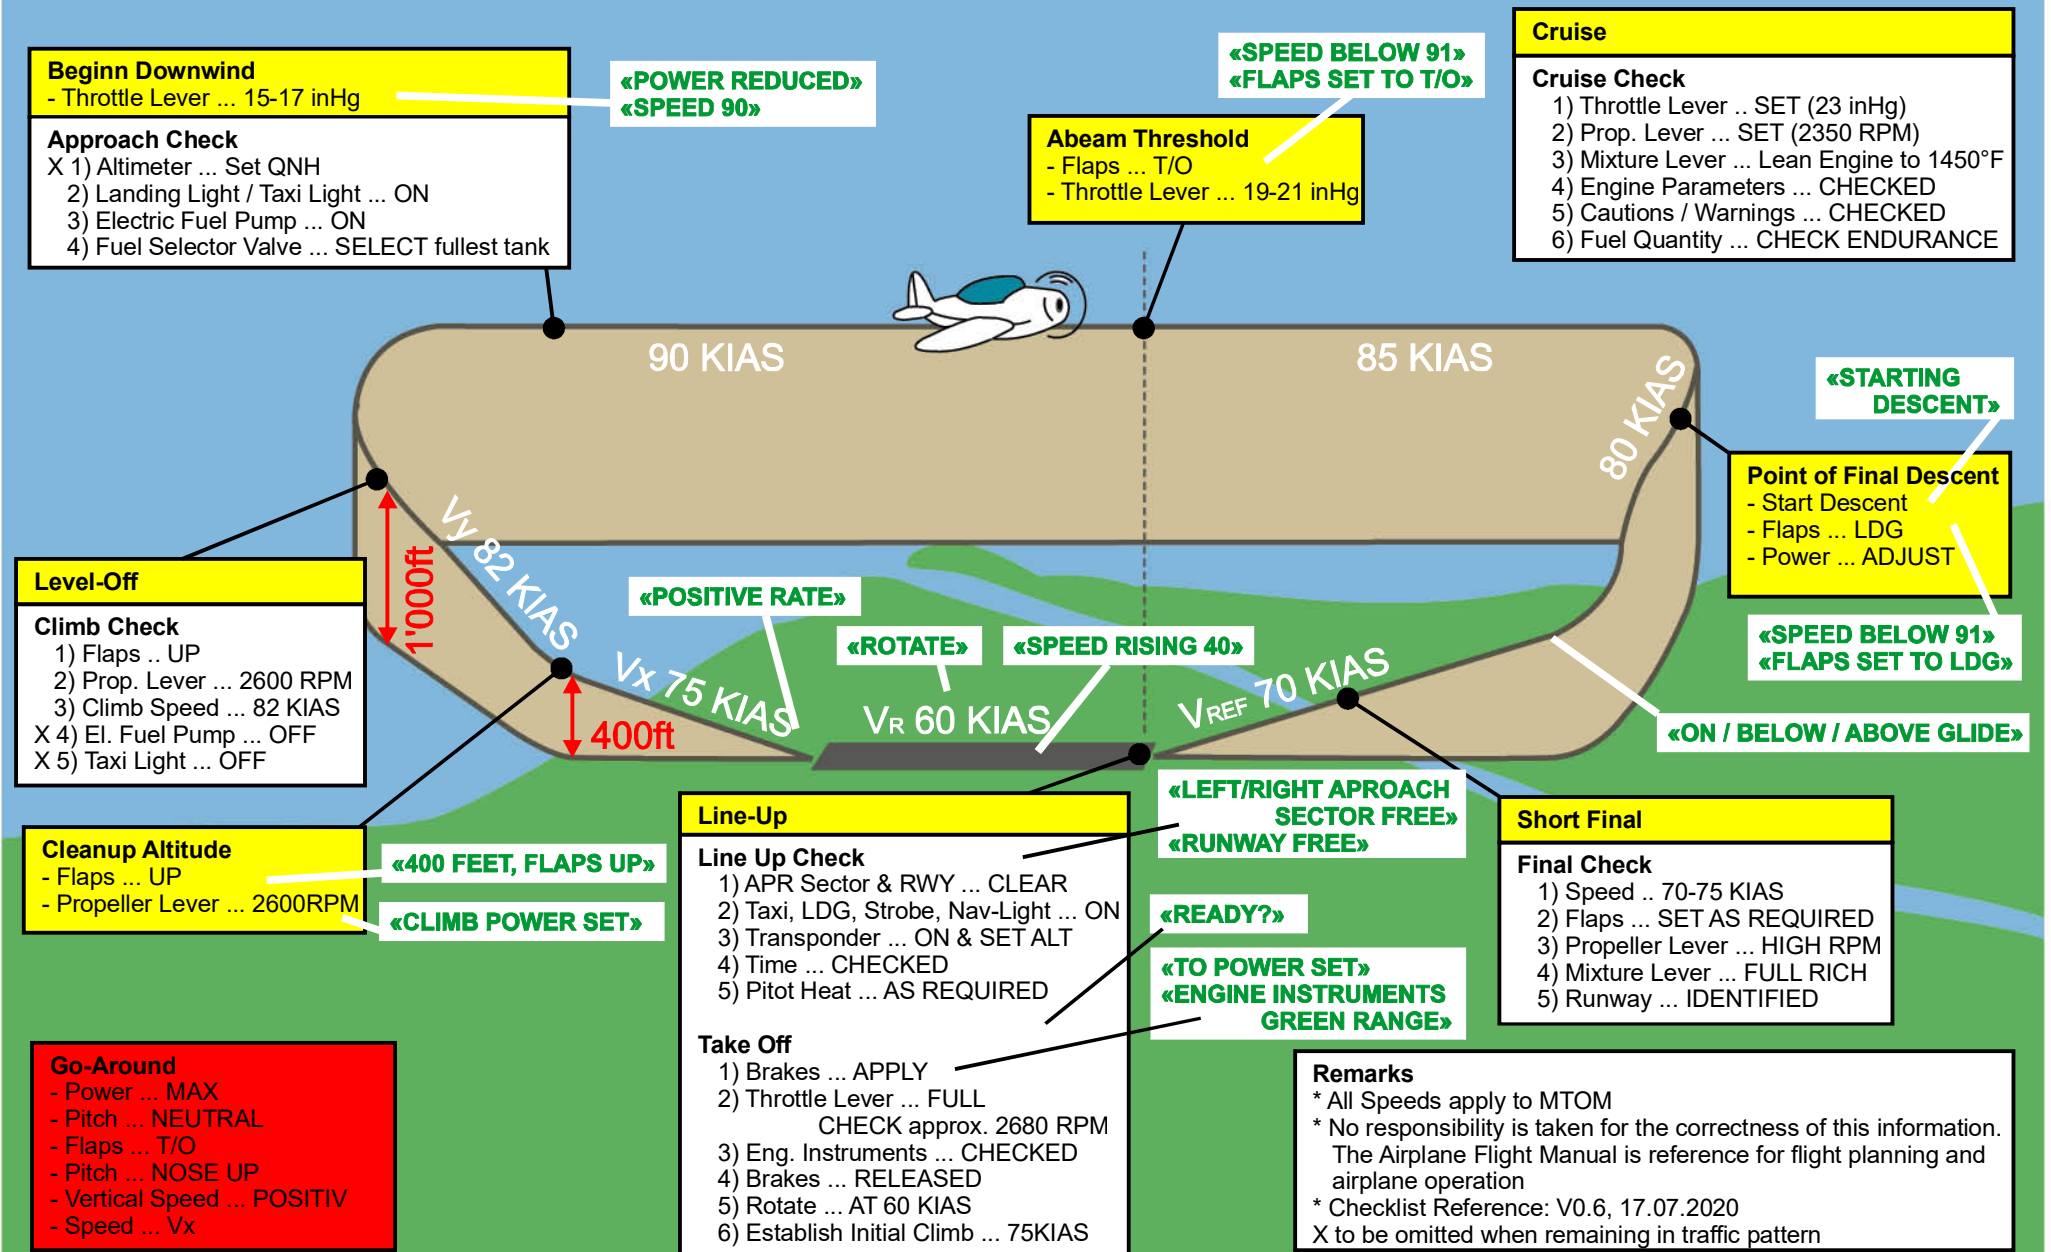 Beginn Downwind
- Throttle Lever ... 15-17 inHg
Approach Check
X 1) Altimeter ... Set QNH
2) Landing Light / Taxi Light ... ON
3) Electric Fuel Pump ... ON
4) Fuel Selector Valve ... SELECT fullest tank
«POWER REDUCED»
«SPEED 90»
«SPEED BELOW 91»
«FLAPS SET TO T/O»
Abeam Threshold
- Flaps ... T/O
- Throttle Lever ... 19-21 inHg
Cruise
Cruise Check
1) Throttle Lever .. SET (23 inHg)
2) Prop. Lever ... SET (2350 RPM)
3) Mixture Lever ... Lean Engine to 1450°F
4) Engine Parameters ... CHECKED
5) Cautions / Warnings ... CHECKED
6) Fuel Quantity ... CHECK ENDURANCE
90 KIAS
85 KIAS
80 KIAS
«STARTING
DESCENT»
Point of Final Descent
- Start Descent
- Flaps ... LDG
- Power ... ADJUST
«SPEED BELOW 91»
«FLAPS SET TO LDG»
Vy 82 KIAS
1'000ft
Level-Off
Climb Check
1) Flaps .. UP
2) Prop. Lever ... 2600 RPM
3) Climb Speed ... 82 KIAS
X 4) El. Fuel Pump ... OFF
X 5) Taxi Light ... OFF
«POSITIVE RATE»
«ROTATE»
«SPEED RISING 40»
Vx 75 KIAS
VR 60 KIAS
VREF 70 KIAS
400ft
«ON / BELOW / ABOVE GLIDE»
Cleanup Altitude
- Flaps ... UP
- Propeller Lever ... 2600RPM
«400 FEET, FLAPS UP»
«CLIMB POWER SET»
Line-Up
Line Up Check
1) APR Sector & RWY ... CLEAR
2) Taxi, LDG, Strobe, Nav-Light ... ON
3) Transponder ... ON & SET ALT
4) Time ... CHECKED
5) Pitot Heat ... AS REQUIRED
Take Off
1) Brakes ... APPLY
2) Throttle Lever ... FULL
CHECK approx. 2680 RPM
3) Eng. Instruments ... CHECKED
4) Brakes ... RELEASED
5) Rotate ... AT 60 KIAS
6) Establish Initial Climb ... 75KIAS
«LEFT/RIGHT APROACH
SECTOR FREE»
«RUNWAY FREE»
«READY?»
«TO POWER SET»
«ENGINE INSTRUMENTS
GREEN RANGE»
Short Final
Final Check
1) Speed .. 70-75 KIAS
2) Flaps ... SET AS REQUIRED
3) Propeller Lever ... HIGH RPM
4) Mixture Lever ... FULL RICH
5) Runway ... IDENTIFIED
Go-Around
- Power ... MAX
- Pitch ... NEUTRAL
- Flaps ... T/O
- Pitch ... NOSE UP
- Vertical Speed ... POSITIV
- Speed ... Vx
Remarks
* All Speeds apply to MTOM
* No responsibility is taken for the correctness of this information.
The Airplane Flight Manual is reference for flight planning and
airplane operation
* Checklist Reference: V0.6, 17.07.2020
X to be omitted when remaining in traffic pattern